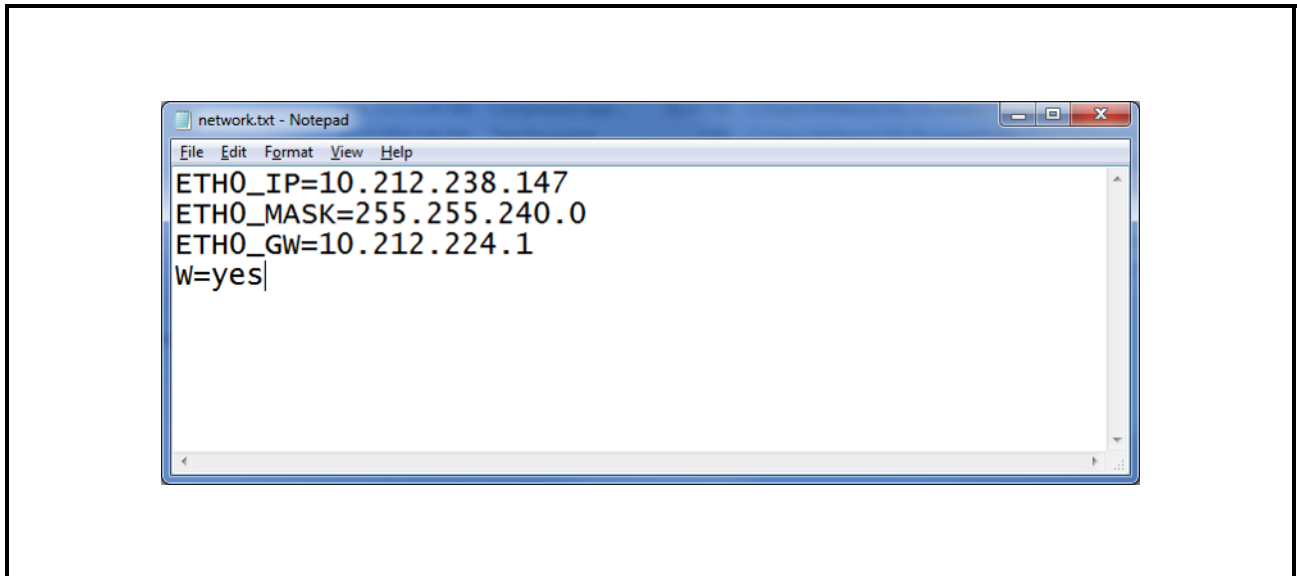 network.txt - Notepad
File Edit Format View Help
ETH0_IP=10.212.238.147
ETH0_MASK=255.255.240.0
ETH0_GW=10.212.224.1
W=yes